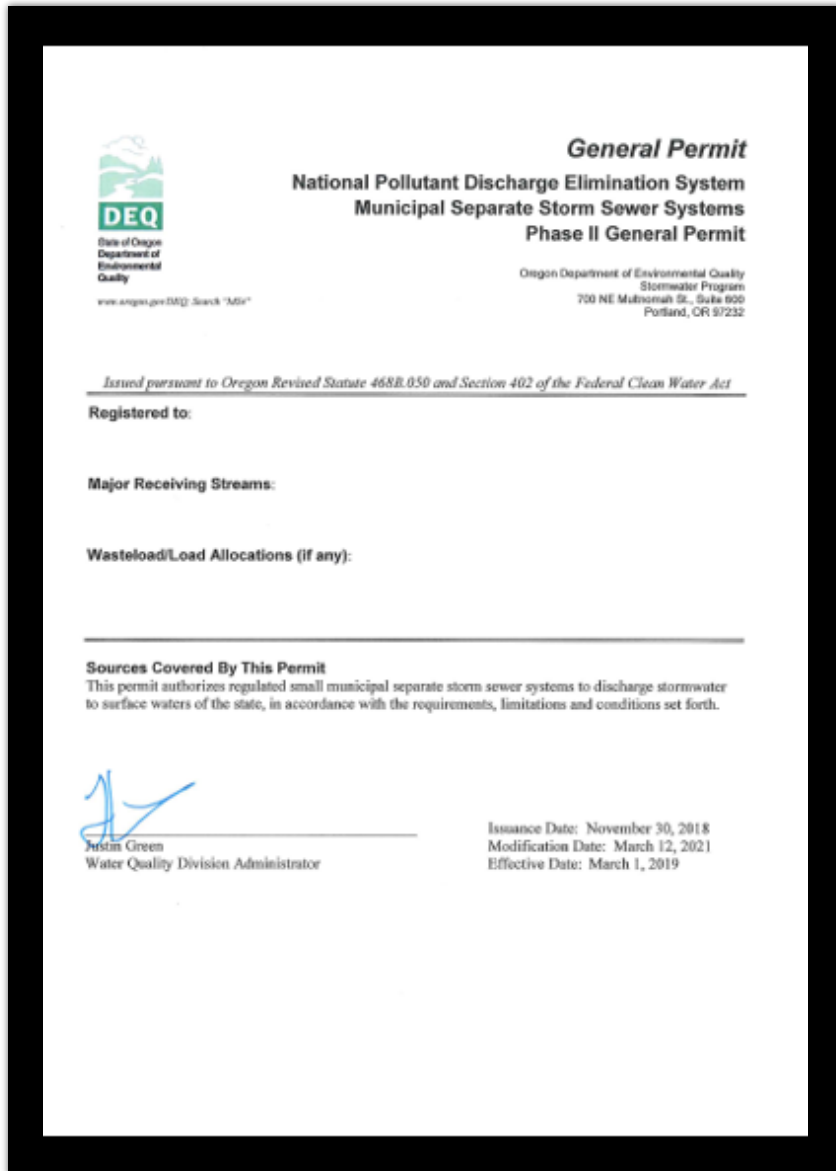 General Permit
National Pollutant Discharge Elimination System
Municipal Separate Storm Sewer Systems
Phase II General Permit
DEQ
State of Oregon
Department of
Environmental
Quality
www.oregon.gov/DEQ; Search "MS4"
Oregon Department of Environmental Quality
Stormwater Program
700 NE Multnomah St., Suite 600
Portland, OR 97232
Issued pursuant to Oregon Revised Statute 468B.050 and Section 402 of the Federal Clean Water Act
Registered to:
Major Receiving Streams:
Wasteload/Load Allocations (if any):
Sources Covered By This Permit
This permit authorizes regulated small municipal separate storm sewer systems to discharge stormwater
to surface waters of the state, in accordance with the requirements, limitations and conditions set forth.
Justin Green
Water Quality Division Administrator
Issuance Date: November 30, 2018
Modification Date: March 12, 2021
Effective Date: March 1, 2019